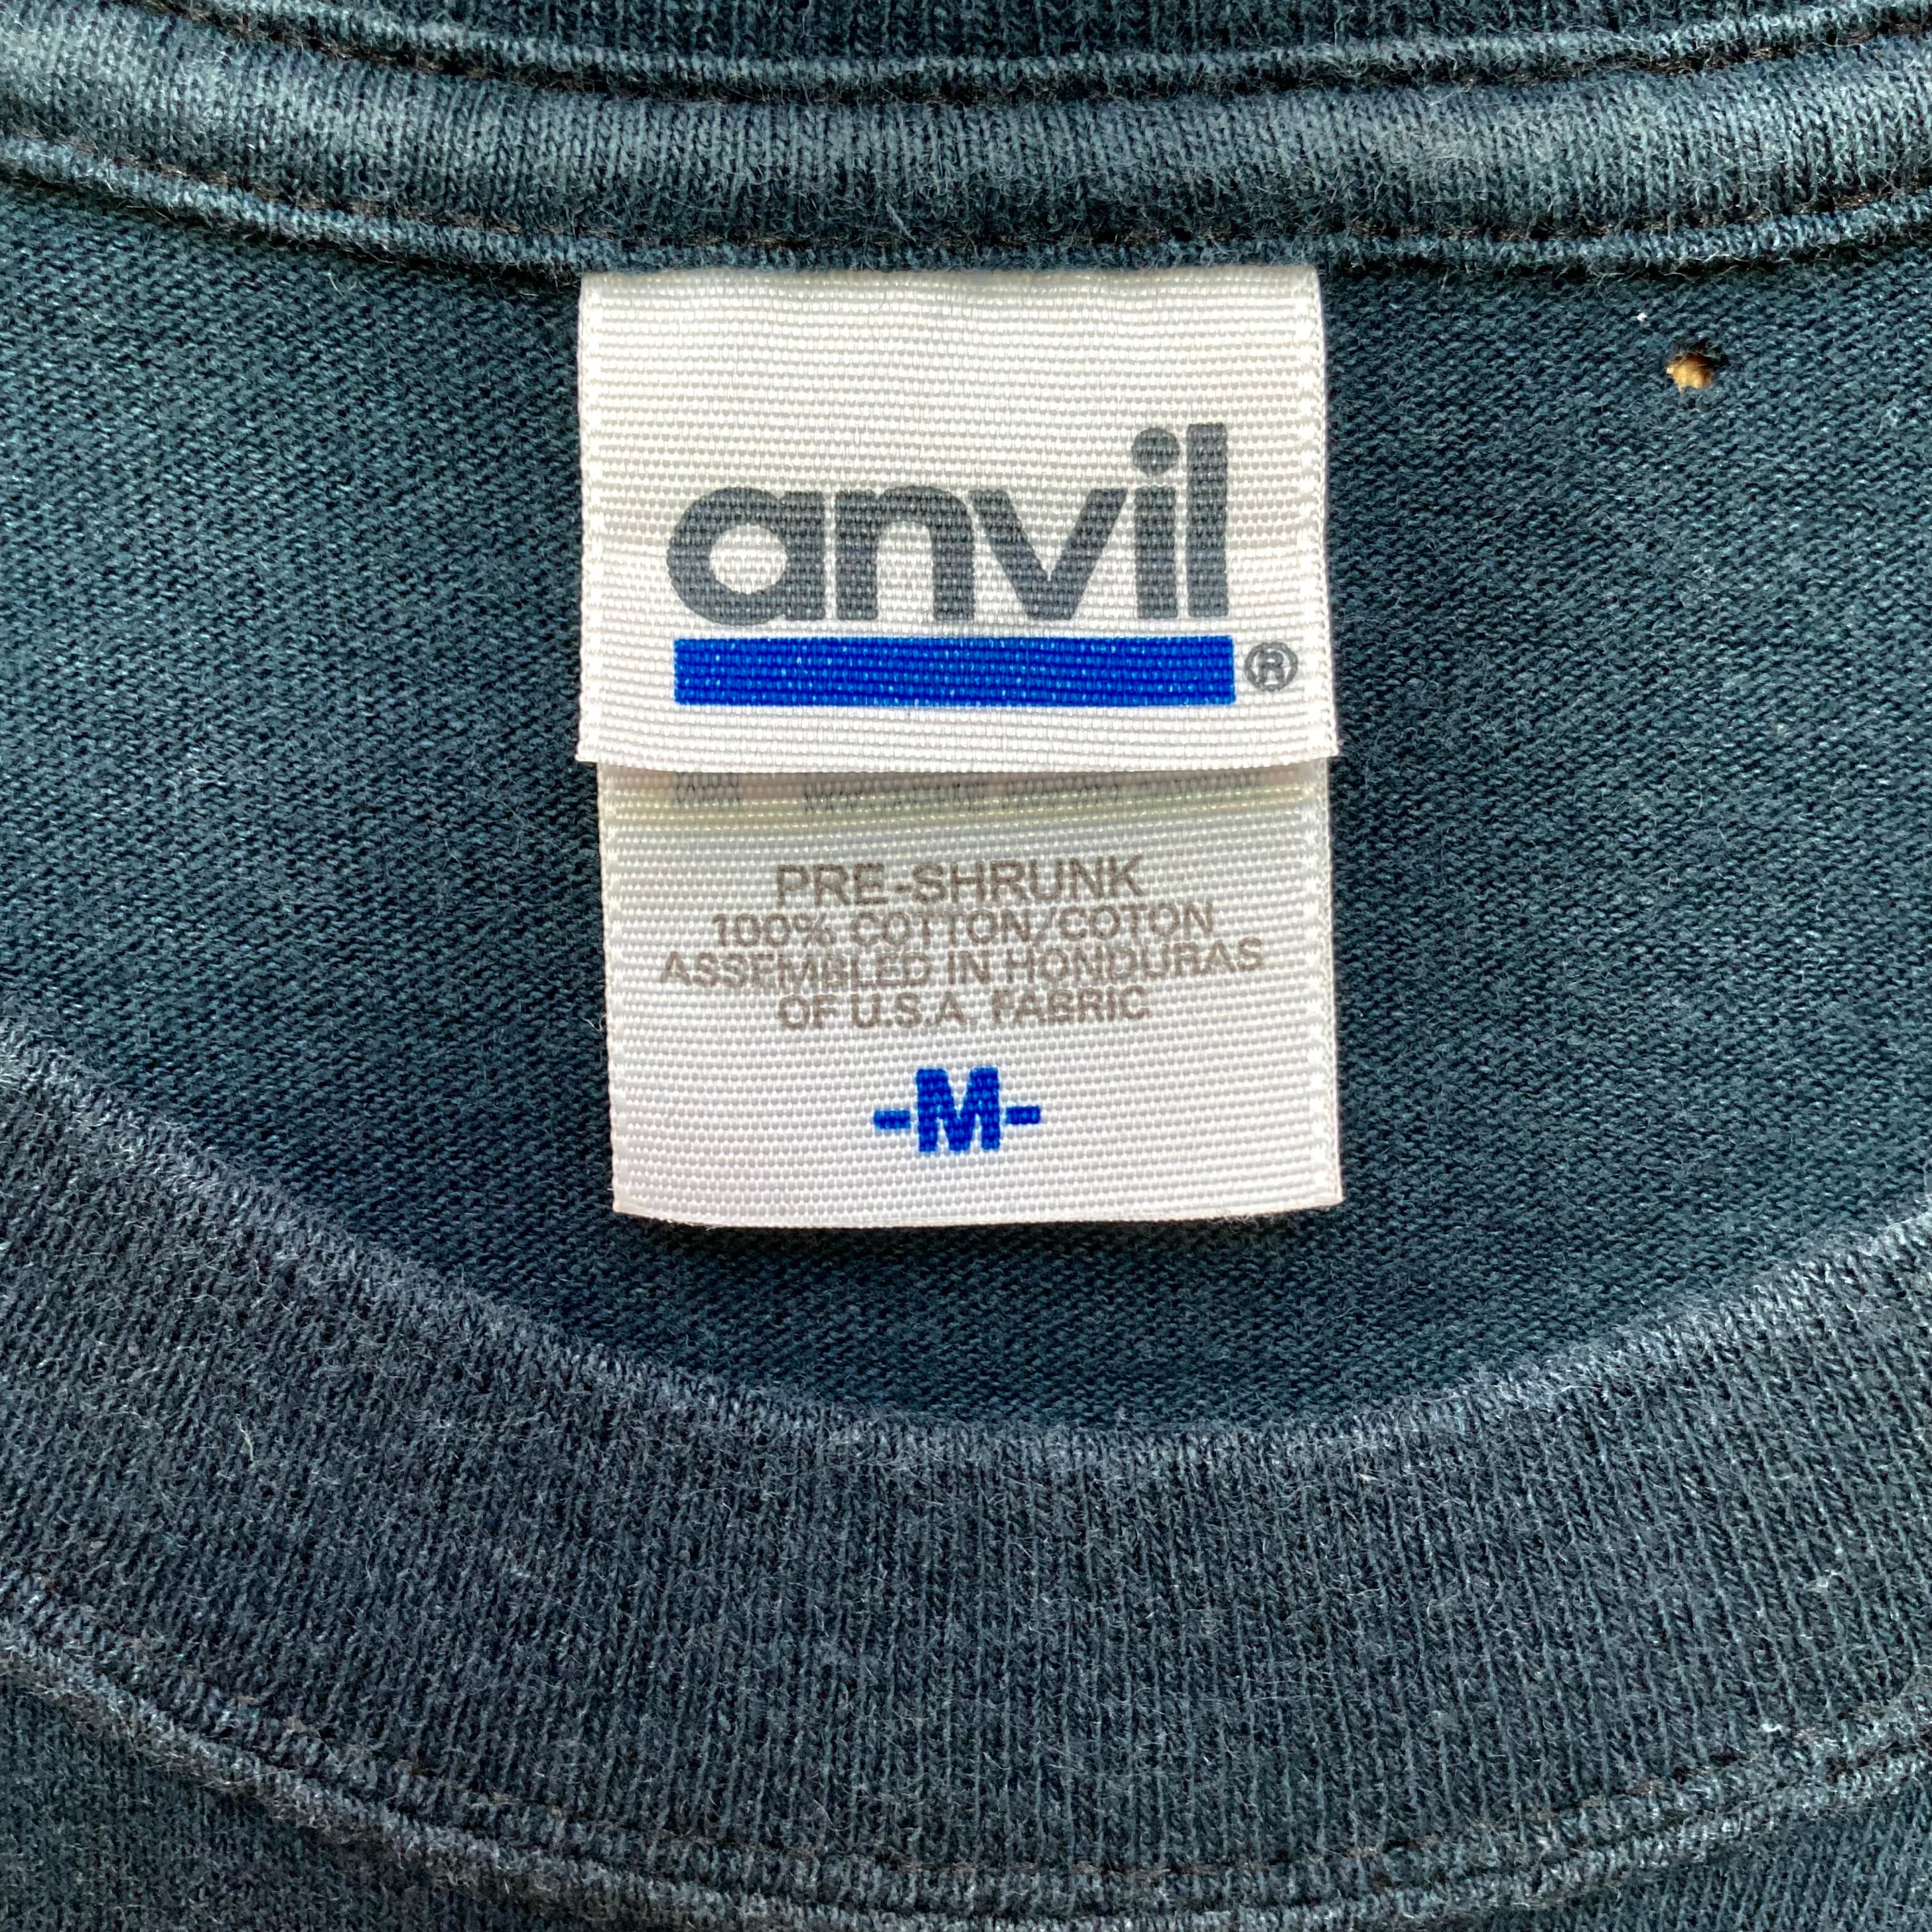 anvil
®
PRE-SHRUNK
100% COTTON/COTON
ASSEMBLED IN HONDURAS
OF U.S.A. FABRIC
-M-